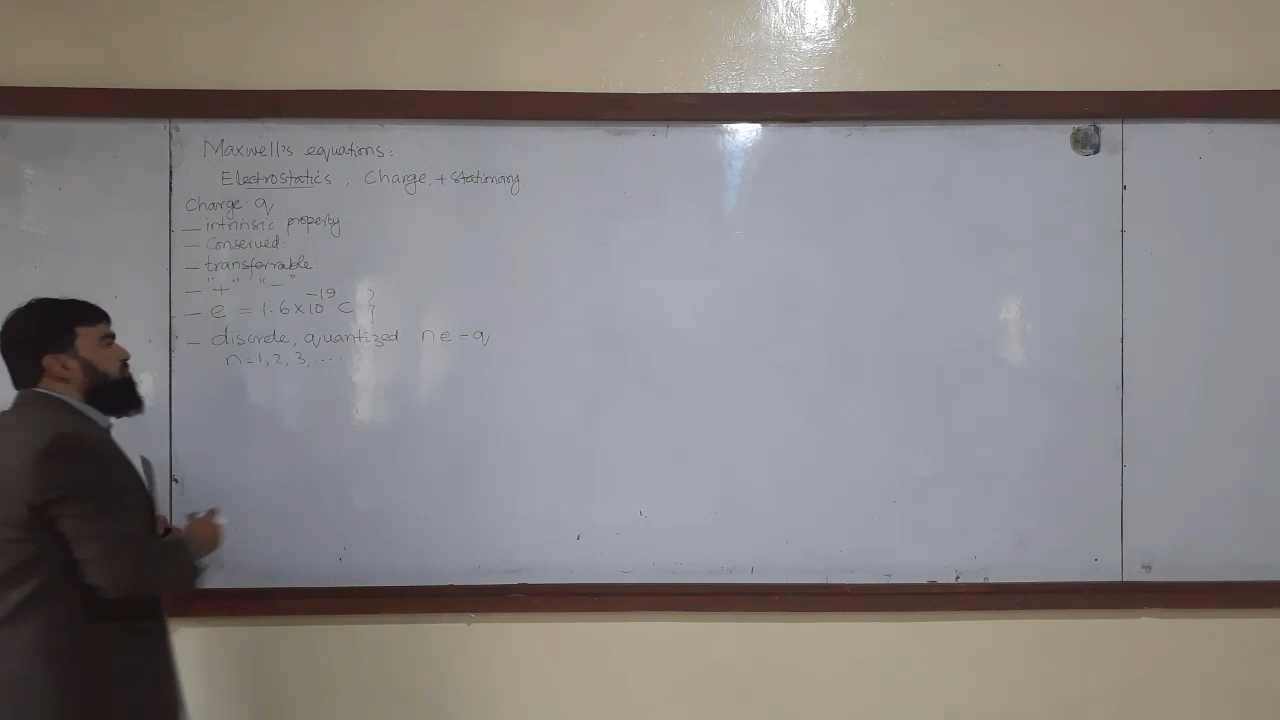 Maxwell's equations:
Electrostatics. Charge, + stationary.
Charge: q
— intrinsic property.
— Conserved:
— transferrable:
— "+" "-"
— e = 1.6×10⁻¹⁹ C }
— discrete, quantized ne = q
n = 1, 2, 3, ...